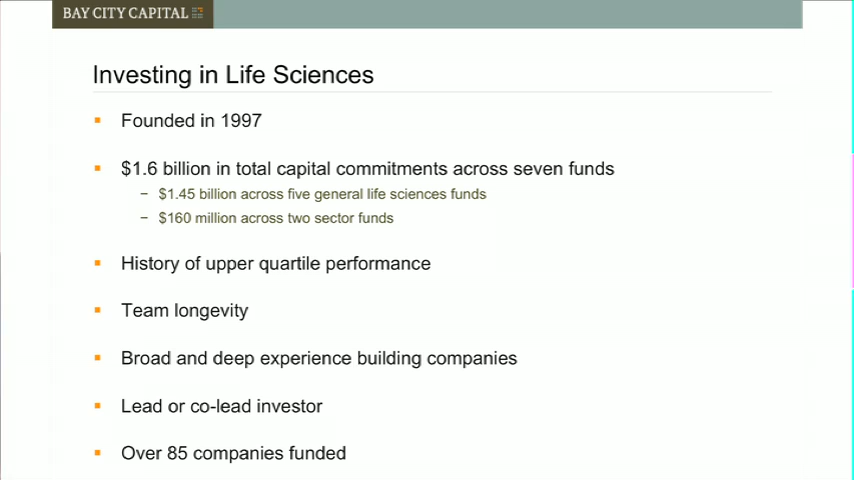 BAY CITY CAPITAL
Investing in Life Sciences
Founded in 1997
$1.6 billion in total capital commitments across seven funds
– $1.45 billion across five general life sciences funds
– $160 million across two sector funds
History of upper quartile performance
Team longevity
Broad and deep experience building companies
Lead or co-lead investor
Over 85 companies funded